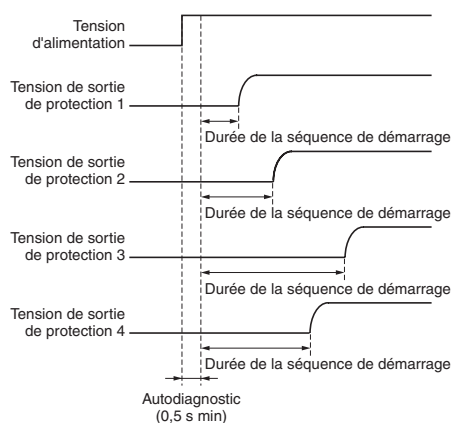 Tension
d'alimentation
Tension de sortie
de protection 1
Durée de la séquence de démarrage
Tension de sortie
de protection 2
Durée de la séquence de démarrage
Tension de sortie
de protection 3
Durée de la séquence de démarrage
Tension de sortie
de protection 4
Durée de la séquence de démarrage
Autodiagnostic
(0,5 s min)